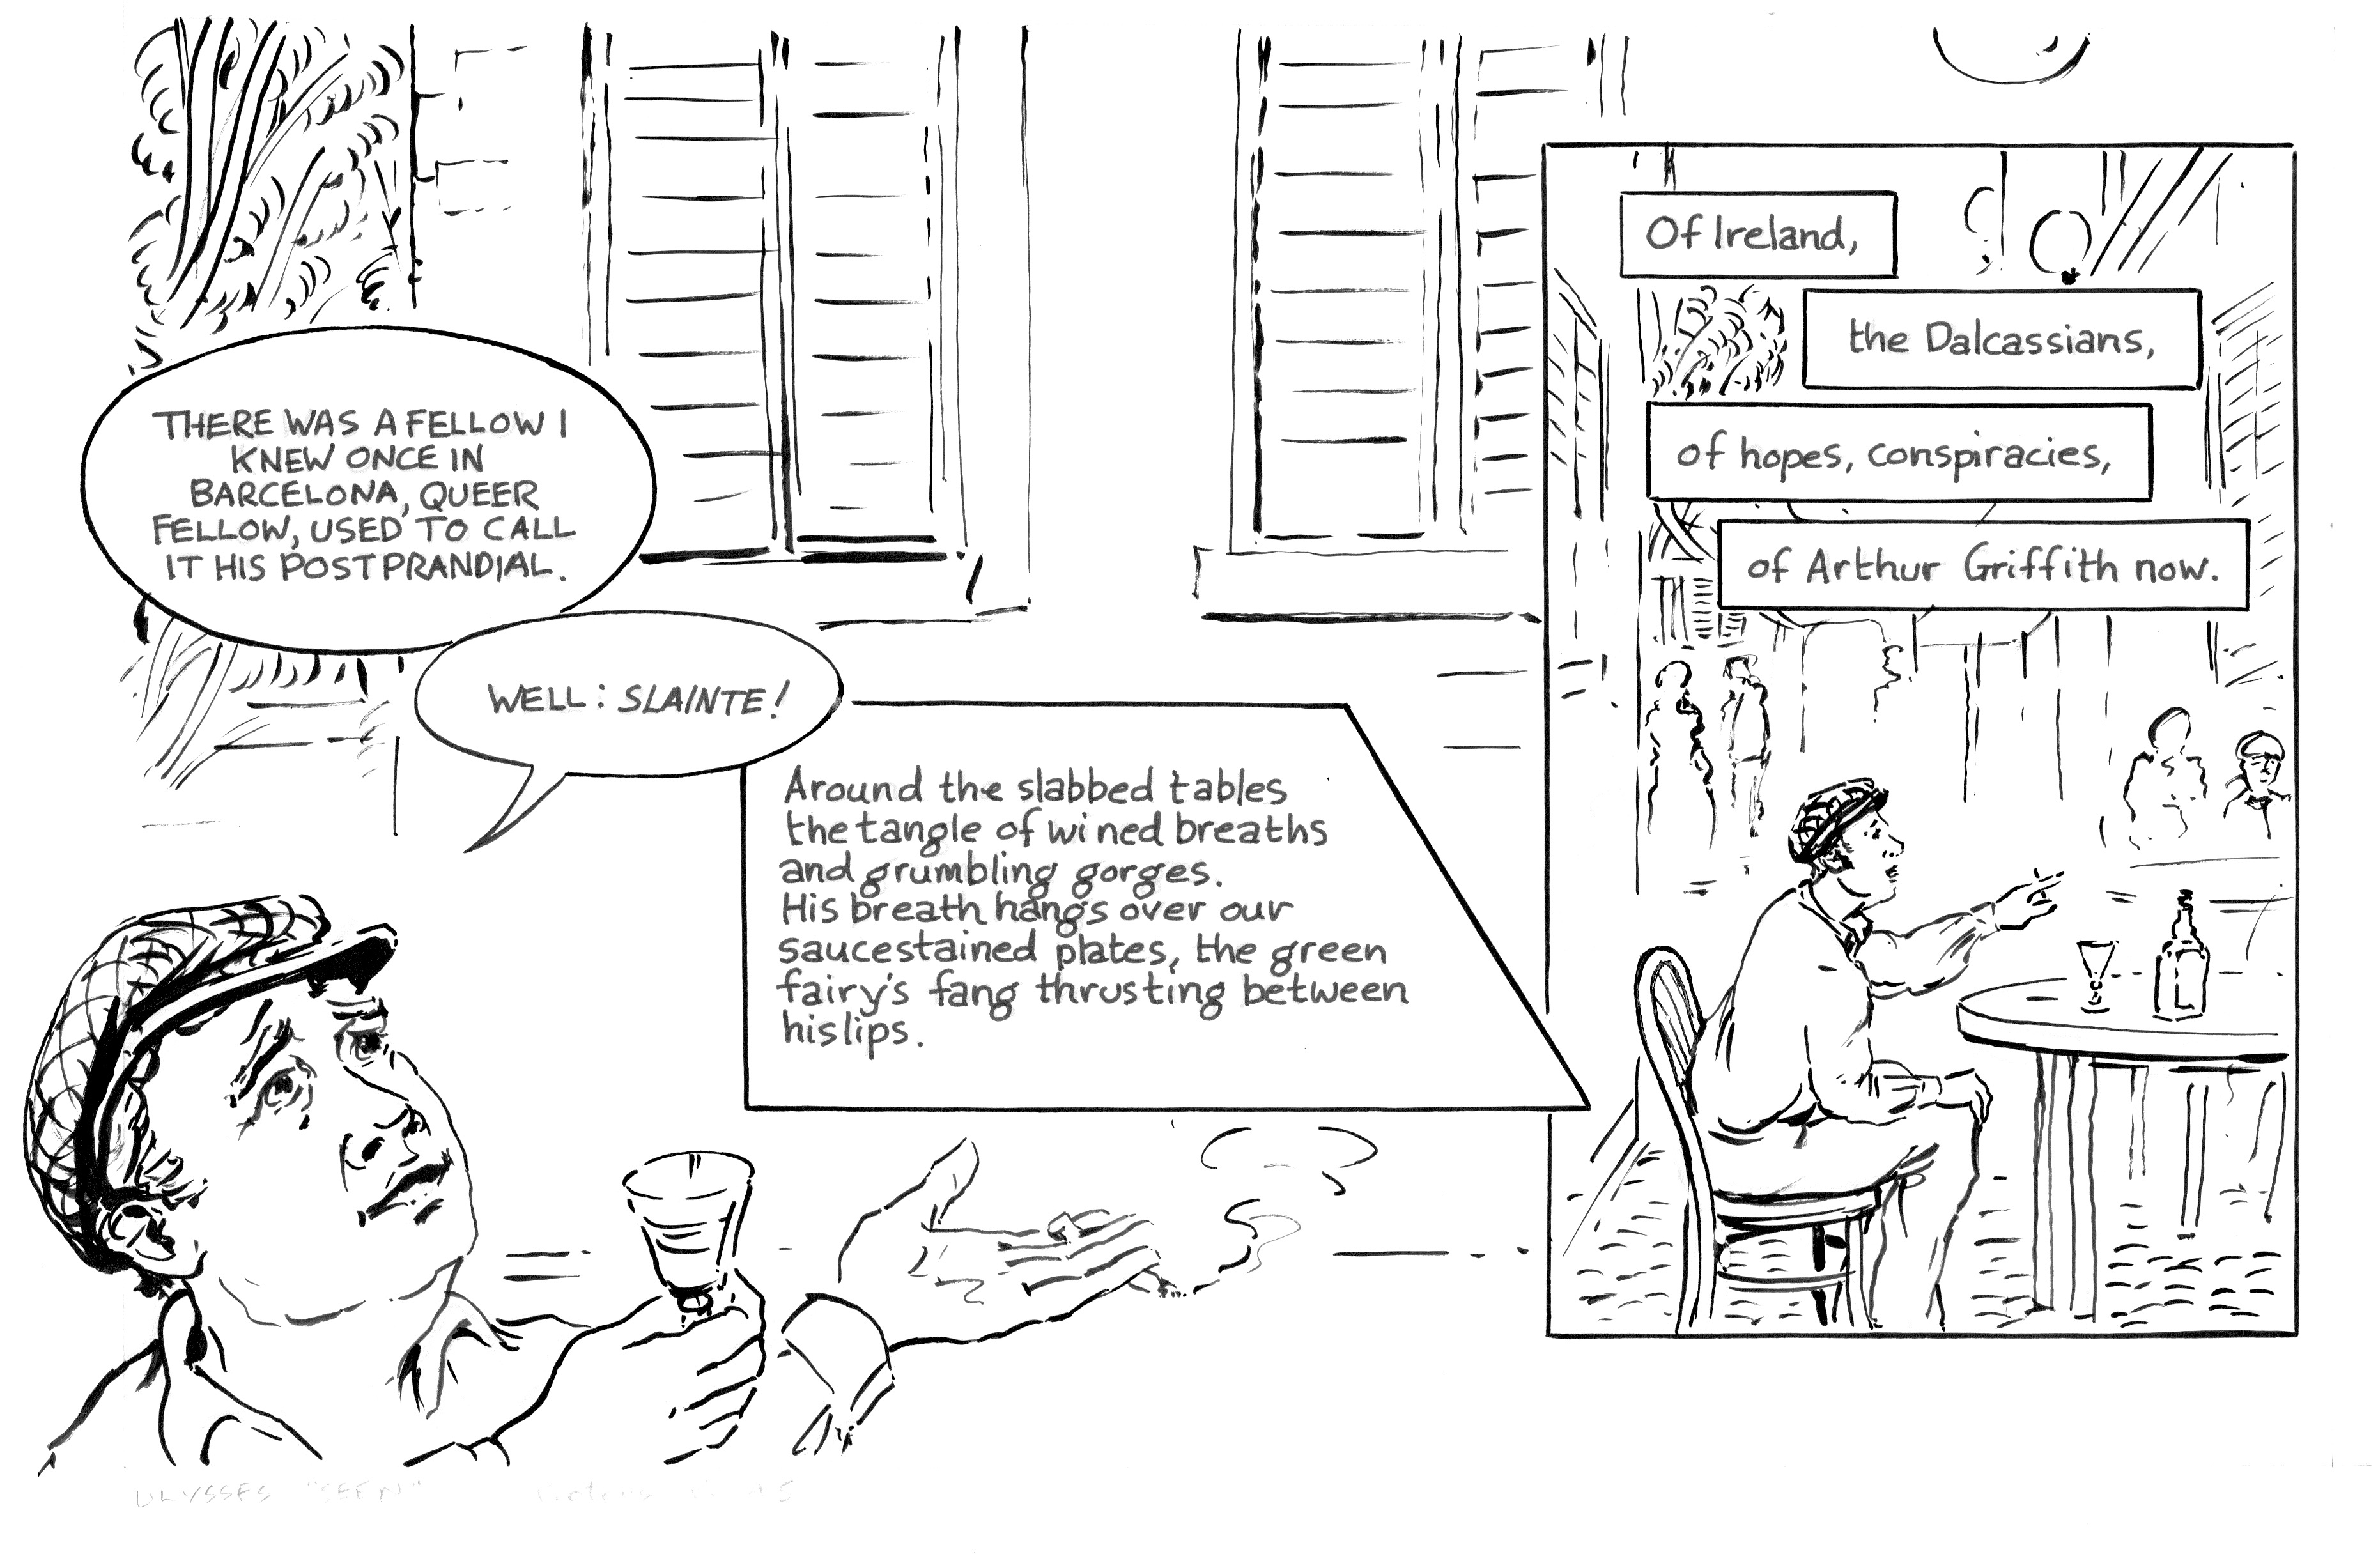 THERE WAS A FELLOW I
KNEW ONCE IN
BARCELONA, QUEER
FELLOW, USED TO CALL
IT HIS POSTPRANDIAL.
WELL: SLAINTE!
Around the slabbed tables
the tangle of wined breaths
and grumbling gorges.
His breath hangs over our
saucestained plates, the green
fairy's fang thrusting between
his lips.
Of Ireland,
the Dalcassians,
of hopes, conspiracies,
of Arthur Griffith now.
ULYSSES "SEEN"